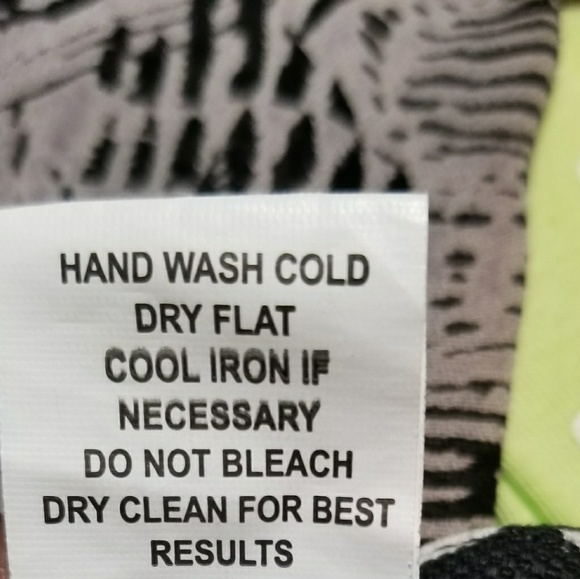 HAND WASH COLD
DRY FLAT
COOL IRON IF
NECESSARY
DO NOT BLEACH
DRY CLEAN FOR BEST
RESULTS